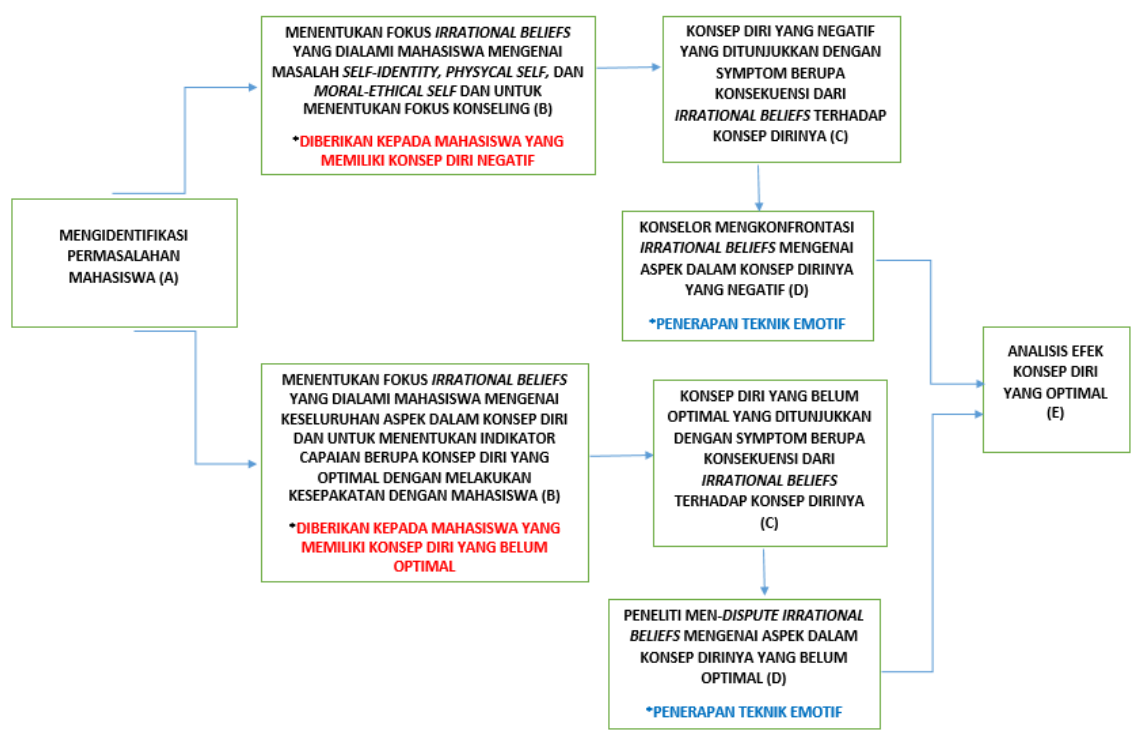 MENGIDENTIFIKASI
PERMASALAHAN
MAHASISWA (A)
MENENTUKAN FOKUS IRRATIONAL BELIEFS
YANG DIALAMI MAHASISWA MENGENAI
MASALAH SELF-IDENTITY, PHYSYCAL SELF, DAN
MORAL-ETHICAL SELF DAN UNTUK
MENENTUKAN FOKUS KONSELING (B)
*DIBERIKAN KEPADA MAHASISWA YANG
MEMILIKI KONSEP DIRI NEGATIF
KONSEP DIRI YANG NEGATIF
YANG DITUNJUKKAN DENGAN
SYMPTOM BERUPA
KONSEKUENSI DARI
IRRATIONAL BELIEFS TERHADAP
KONSEP DIRINYA (C)
KONSELOR MENGKONFRONTASI
IRRATIONAL BELIEFS MENGENAI
ASPEK DALAM KONSEP DIRINYA
YANG NEGATIF (D)
*PENERAPAN TEKNIK EMOTIF
MENENTUKAN FOKUS IRRATIONAL BELIEFS
YANG DIALAMI MAHASISWA MENGENAI
KESELURUHAN ASPEK DALAM KONSEP DIRI
DAN UNTUK MENENTUKAN INDIKATOR
CAPAIAN BERUPA KONSEP DIRI YANG
OPTIMAL DENGAN MELAKUKAN
KESEPAKATAN DENGAN MAHASISWA (B)
*DIBERIKAN KEPADA MAHASISWA YANG
MEMILIKI KONSEP DIRI YANG BELUM
OPTIMAL
KONSEP DIRI YANG BELUM
OPTIMAL YANG DITUNJUKKAN
DENGAN SYMPTOM BERUPA
KONSEKUENSI DARI
IRRATIONAL BELIEFS
TERHADAP KONSEP DIRINYA
(C)
PENELITI MEN-DISPUTE IRRATIONAL
BELIEFS MENGENAI ASPEK DALAM
KONSEP DIRINYA YANG BELUM
OPTIMAL (D)
*PENERAPAN TEKNIK EMOTIF
ANALISIS EFEK
KONSEP DIRI
YANG OPTIMAL
(E)